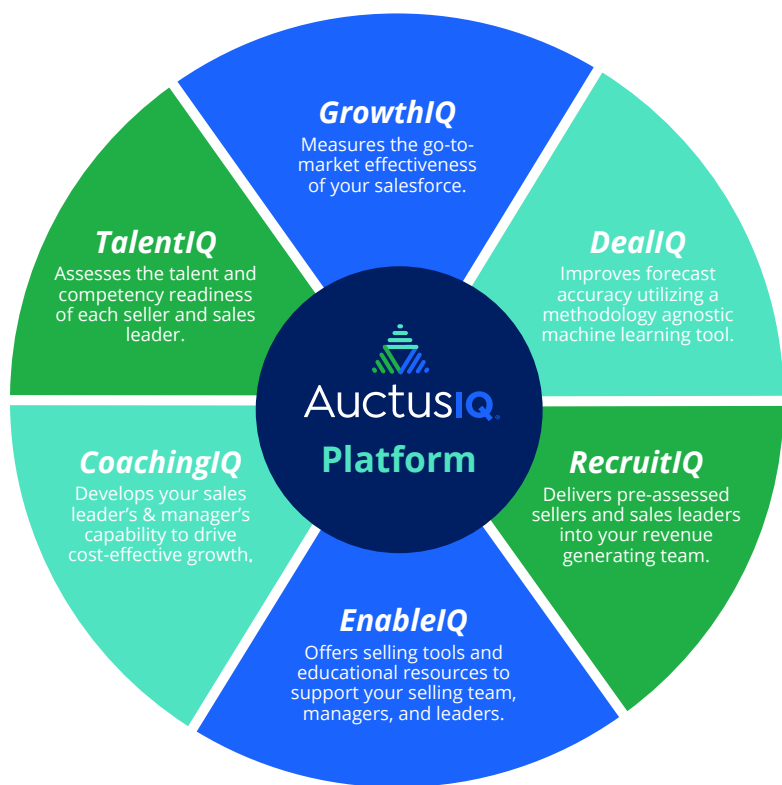 GrowthIQ
Measures the go-to-
market effectiveness
of your salesforce.
DealIQ
Improves forecast
accuracy utilizing a
methodology agnostic
machine learning tool.
RecruitIQ
Delivers pre-assessed
sellers and sales leaders
into your revenue
generating team.
EnableIQ
Offers selling tools and
educational resources to
support your selling team,
managers, and leaders.
CoachingIQ
Develops your sales
leader's & manager's
capability to drive
cost-effective growth.
TalentIQ
Assesses the talent and
competency readiness
of each seller and sales
leader.
AuctusIQ
Platform